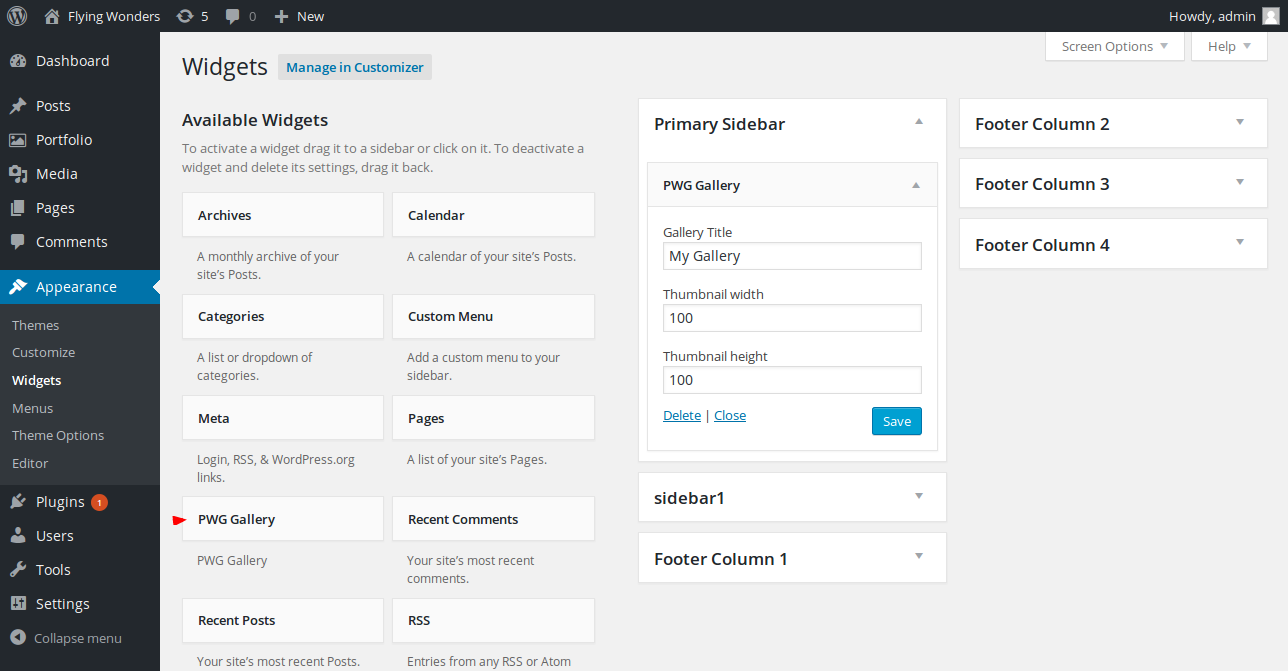 Flying Wonders 5 0 New Howdy, admin
Dashboard
Posts
Portfolio
Media
Pages
Comments
Appearance
Themes
Customize
Widgets
Menus
Theme Options
Editor
Plugins 1
Users
Tools
Settings
Collapse menu
Screen Options Help
Widgets Manage in Customizer
Available Widgets
To activate a widget drag it to a sidebar or click on it. To deactivate a
widget and delete its settings, drag it back.
Archives
A monthly archive of your
site's Posts.
Calendar
A calendar of your site's Posts.
Categories
A list or dropdown of
categories.
Custom Menu
Add a custom menu to your
sidebar.
Meta
Login, RSS, & WordPress.org
links.
Pages
A list of your site's Pages.
PWG Gallery
PWG Gallery
Recent Comments
Your site's most recent
comments.
Recent Posts
Your site's most recent Posts.
RSS
Entries from any RSS or Atom
Primary Sidebar
PWG Gallery
Gallery Title
My Gallery
Thumbnail width
100
Thumbnail height
100
Delete | Close Save
sidebar1
Footer Column 1
Footer Column 2
Footer Column 3
Footer Column 4